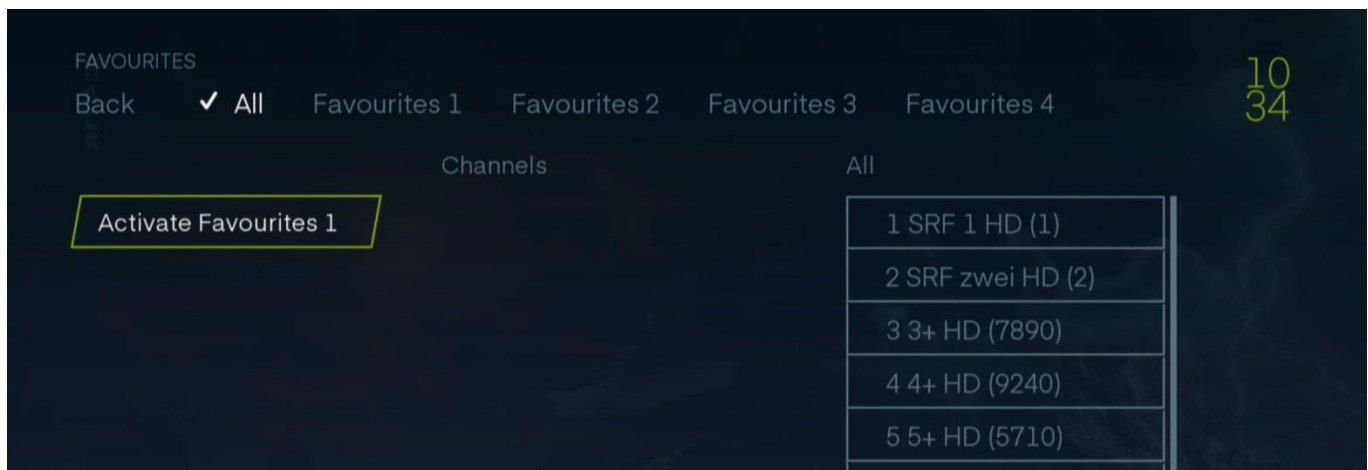 FAVOURITES
Back ✓ All Favourites 1 Favourites 2 Favourites 3 Favourites 4
10
34
Channels All
Activate Favourites 1
1 SRF 1 HD (1)
2 SRF zwei HD (2)
3 3+ HD (7890)
4 4+ HD (9240)
5 5+ HD (5710)